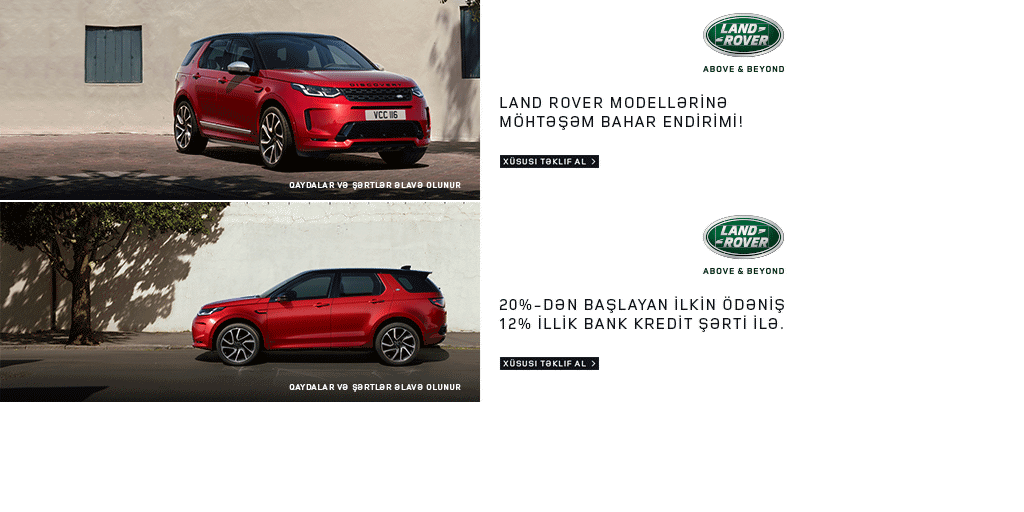 DISCOVERY
VCC 116
QAYDALAR VƏ ŞƏRTLƏR ƏLAVƏ OLUNUR
LAND
ROVER
ABOVE & BEYOND
LAND ROVER MODELLƏRİNƏ
MÖHTƏŞƏM BAHAR ENDİRİMİ!
XÜSUSI TƏKLIF AL >
QAYDALAR VƏ ŞƏRTLƏR ƏLAVƏ OLUNUR
LAND
ROVER
ABOVE & BEYOND
20%-DƏN BAŞLAYAN İLKİN ÖDƏNİŞ
12% İLLİK BANK KREDİT ŞƏRTİ İLƏ.
XÜSUSI TƏKLIF AL >